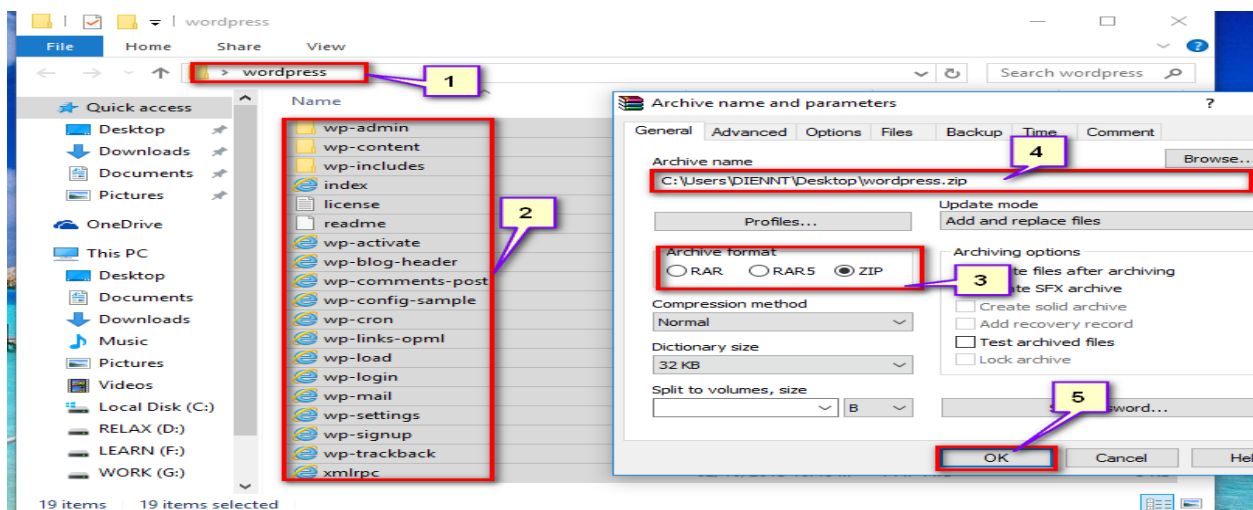 wordpress
File Home Share View
wordpress
1
Search wordpress
Quick access
Desktop
Downloads
Documents
Pictures
OneDrive
This PC
Desktop
Documents
Downloads
Music
Pictures
Videos
Local Disk (C:)
RELAX (D:)
LEARN (F:)
WORK (G:)
19 items 19 items selected
Name
wp-admin
wp-content
wp-includes
index
license
readme
wp-activate
wp-blog-header
wp-comments-post
wp-config-sample
wp-cron
wp-links-opml
wp-load
wp-login
wp-mail
wp-settings
wp-signup
wp-trackback
xmlrpc
2
Archive name and parameters ?
General Advanced Options Files Backup Time Comment
4
Archive name Browse...
C:\Users\DIENNT\Desktop\wordpress.zip
Profiles...
Update mode
Add and replace files
Archive format
RAR RAR5 ZIP
3
Compression method
Normal
Dictionary size
32 KB
Split to volumes, size
B
Archiving options
files after archiving
SFX archive
Create solid archive
Add recovery record
Test archived files
Lock archive
5
OK Cancel Hel